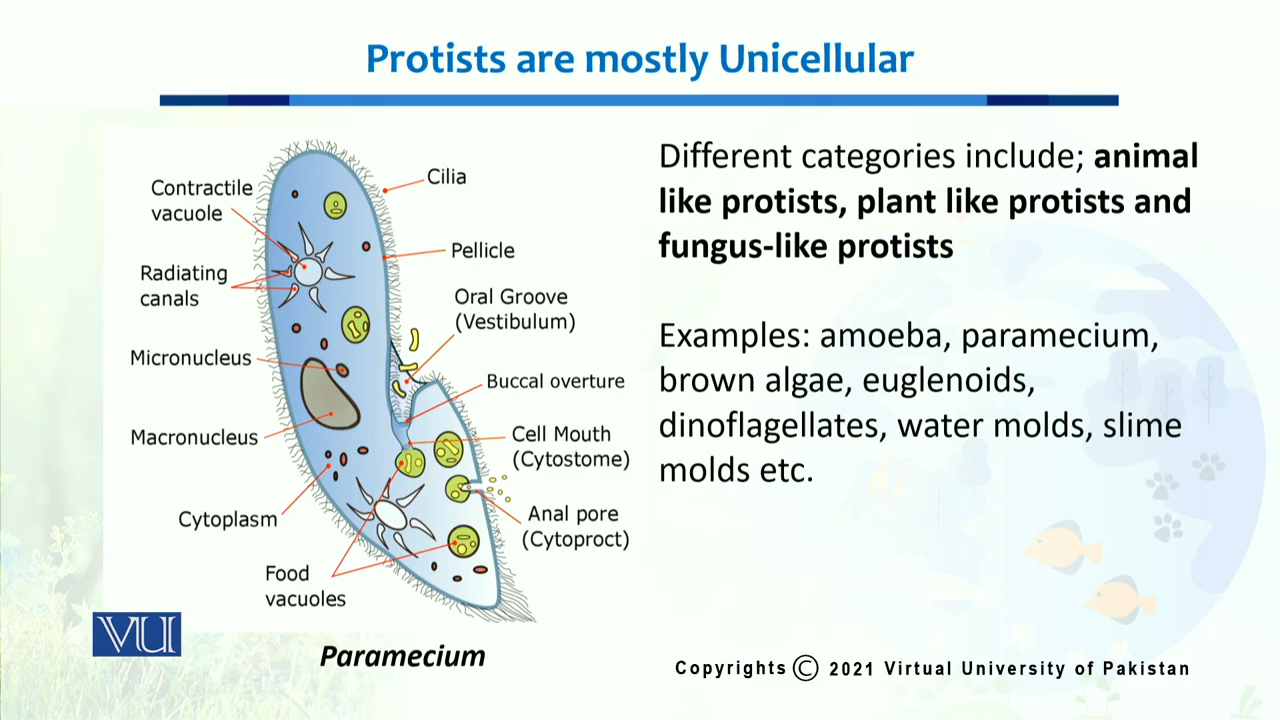 Protists are mostly Unicellular
Contractile
vacuole
Radiating
canals
Micronucleus
Macronucleus
Cytoplasm
Food
vacuoles
Cilia
Pellicle
Oral Groove
(Vestibulum)
Buccal overture
Cell Mouth
(Cytostome)
Anal pore
(Cytoproct)
Paramecium
Different categories include; animal
like protists, plant like protists and
fungus-like protists
Examples: amoeba, paramecium,
brown algae, euglenoids,
dinoflagellates, water molds, slime
molds etc.
VU
Copyrights © 2021 Virtual University of Pakistan